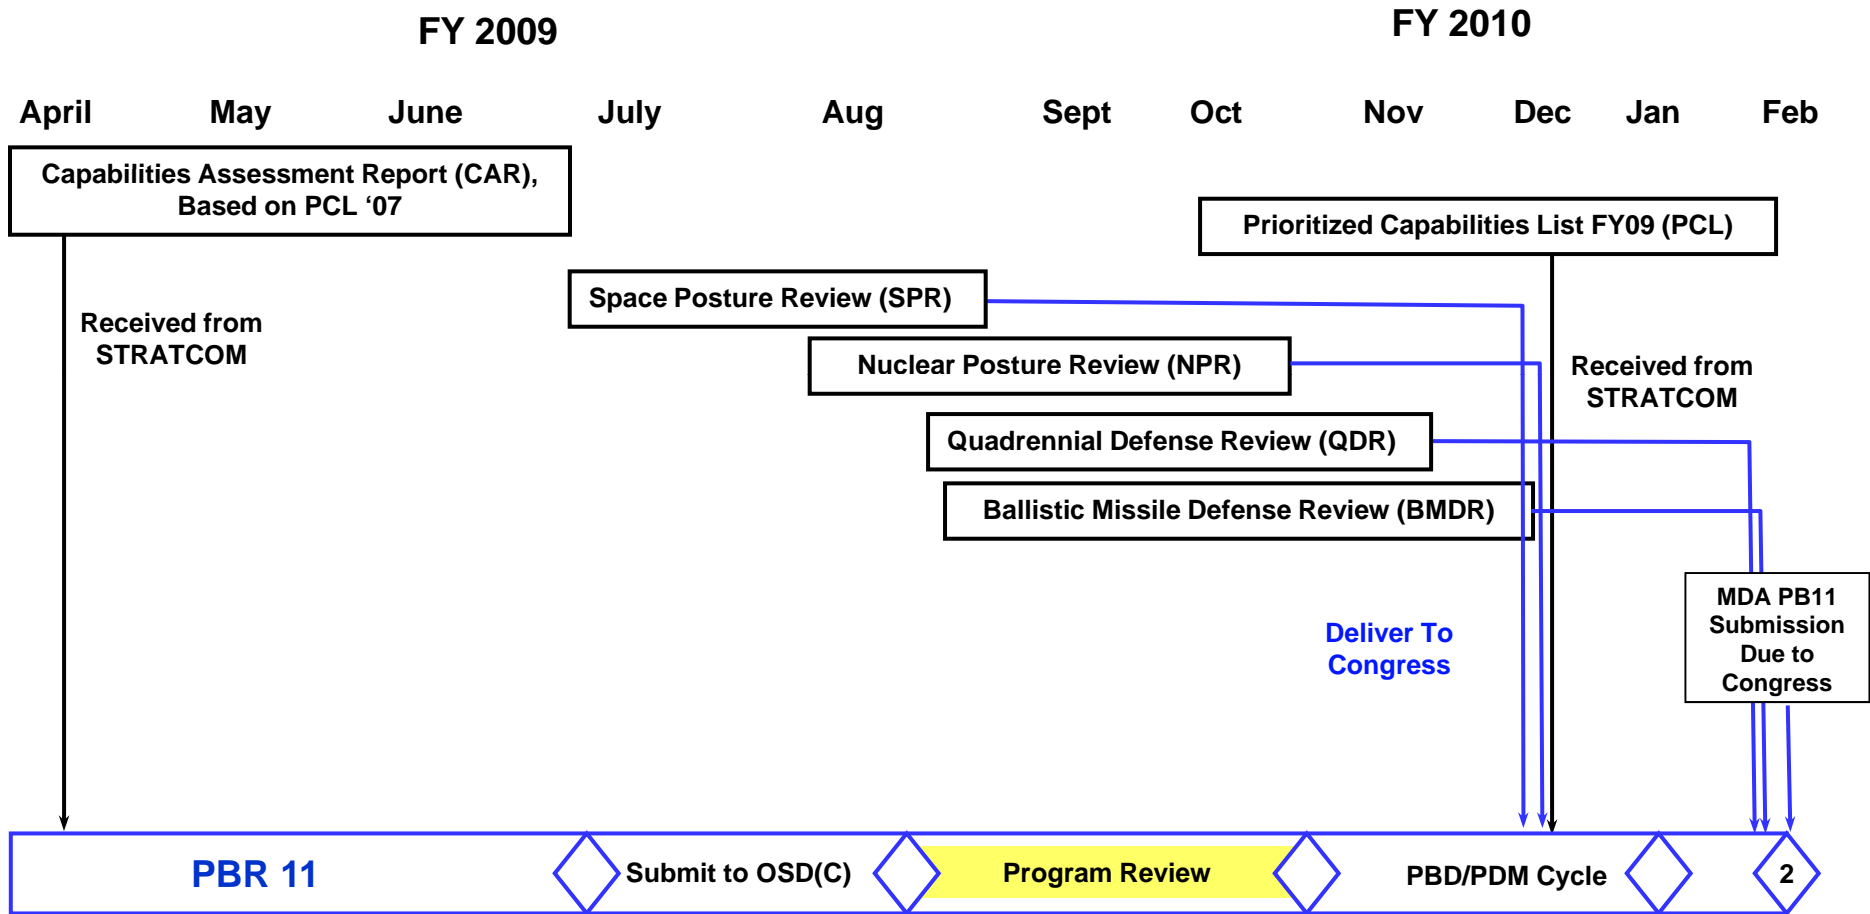 FY 2009
FY 2010
April May June July Aug Sept Oct Nov Dec Jan Feb
Capabilities Assessment Report (CAR),
Based on PCL ‘07
Prioritized Capabilities List FY09 (PCL)
Space Posture Review (SPR)
Received from
STRATCOM
Nuclear Posture Review (NPR)
Received from
STRATCOM
Quadrennial Defense Review (QDR)
Ballistic Missile Defense Review (BMDR)
MDA PB11
Submission
Due to
Congress
Deliver To
Congress
PBR 11
Submit to OSD(C)
Program Review
PBD/PDM Cycle
2